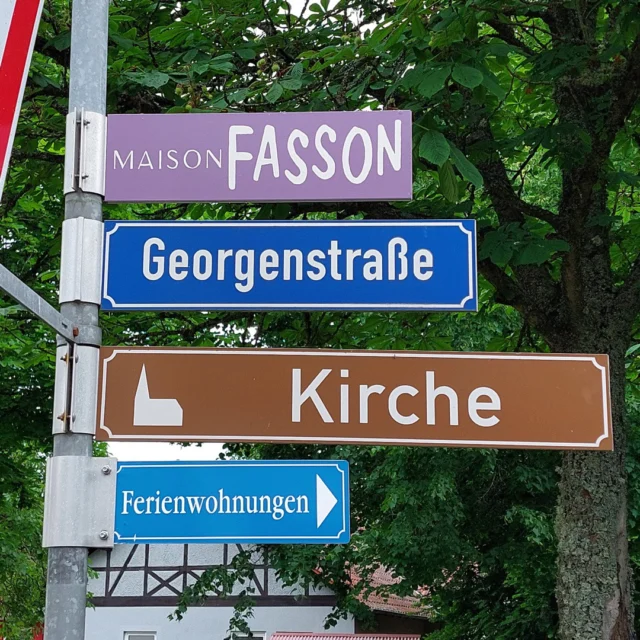 MAISON FASSON
Georgenstraße
Kirche
Ferienwohnungen